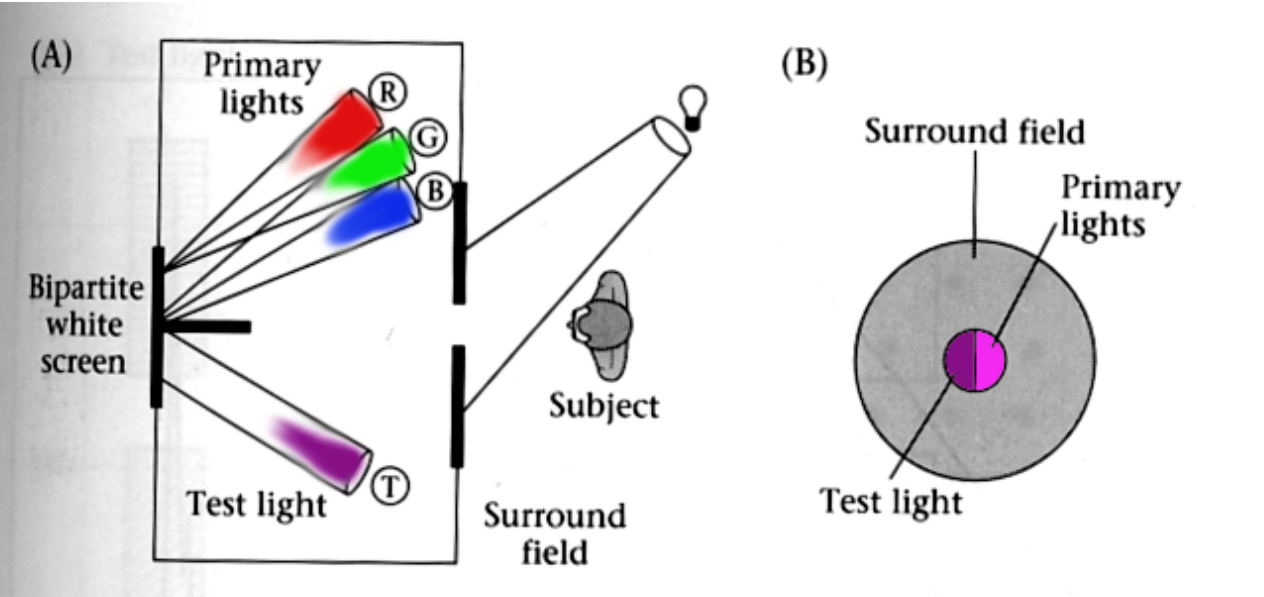 (A)
Primary
lights
R
G
B
Bipartite
white
screen
Test light
T
Subject
Surround
field
(B)
Surround field
Primary
lights
Test light